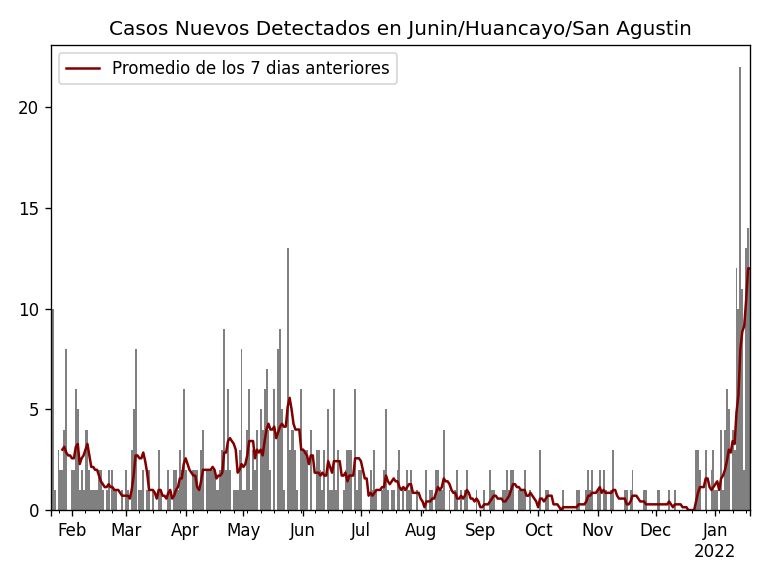 Casos Nuevos Detectados en Junin/Huancayo/San Agustin
Promedio de los 7 dias anteriores
20
15
10
5
0
Feb Mar Apr May Jun Jul Aug Sep Oct Nov Dec Jan
2022